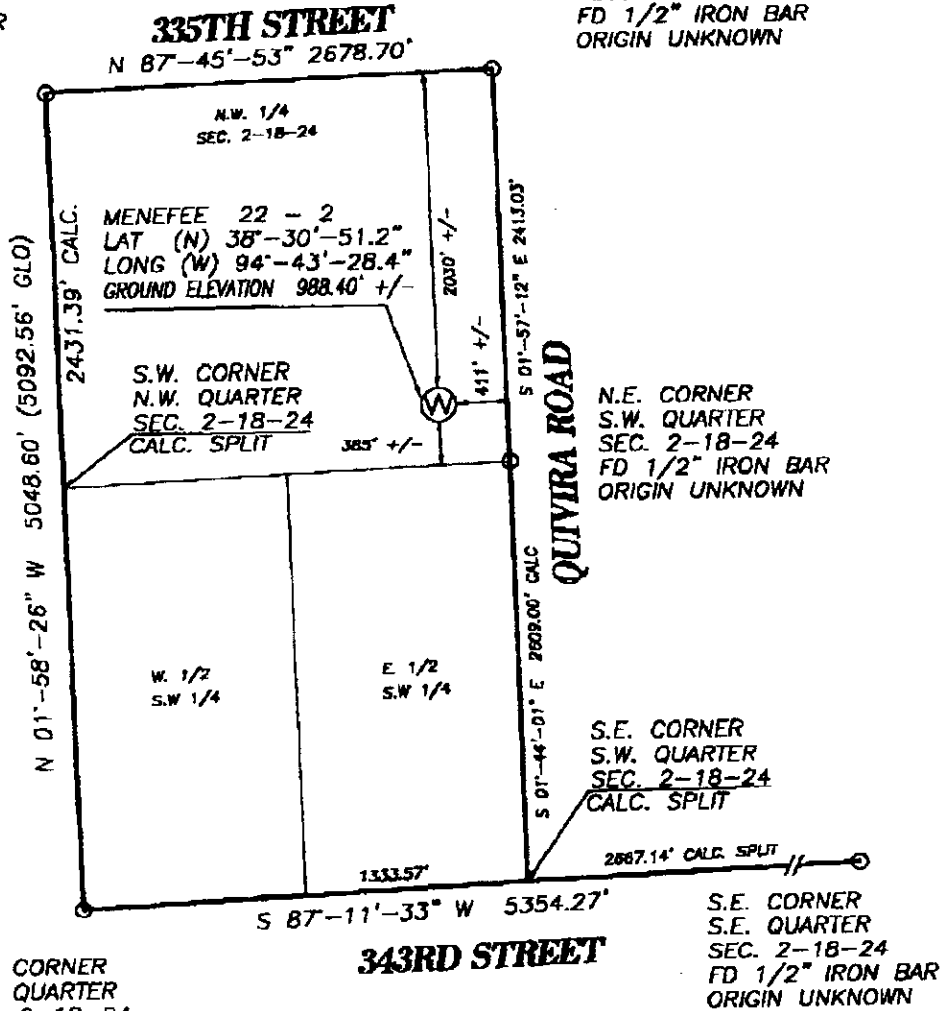 335TH STREET
N 87°-45'-53" 2678.70'
FD 1/2" IRON BAR
ORIGIN UNKNOWN
N.W. 1/4
SEC. 2-18-24
MENEFEE 22 - 2
LAT (N) 38°-30'-51.2"
LONG (W) 94°-43'-28.4"
GROUND ELEVATION 988.40' +/-
2030' +/-
411' +/-
S 01°-57'-12" E 2413.03'
N 01°-58'-26" W 5048.60' (5092.56' GLO)
2431.39' CALC.
S.W. CORNER
N.W. QUARTER
SEC. 2-18-24
CALC. SPLIT
385' +/-
W
QUIVIRA ROAD
N.E. CORNER
S.W. QUARTER
SEC. 2-18-24
FD 1/2" IRON BAR
ORIGIN UNKNOWN
W. 1/2
S.W 1/4
E 1/2
S.W 1/4
S 01°-44'-01" E 2609.00' CALC
S.E. CORNER
S.W. QUARTER
SEC. 2-18-24
CALC. SPLIT
1333.57'
2667.14' CALC. SPLIT
S 87°-11'-33" W 5354.27'
343RD STREET
S.E. CORNER
S.E. QUARTER
SEC. 2-18-24
FD 1/2" IRON BAR
ORIGIN UNKNOWN
CORNER
QUARTER